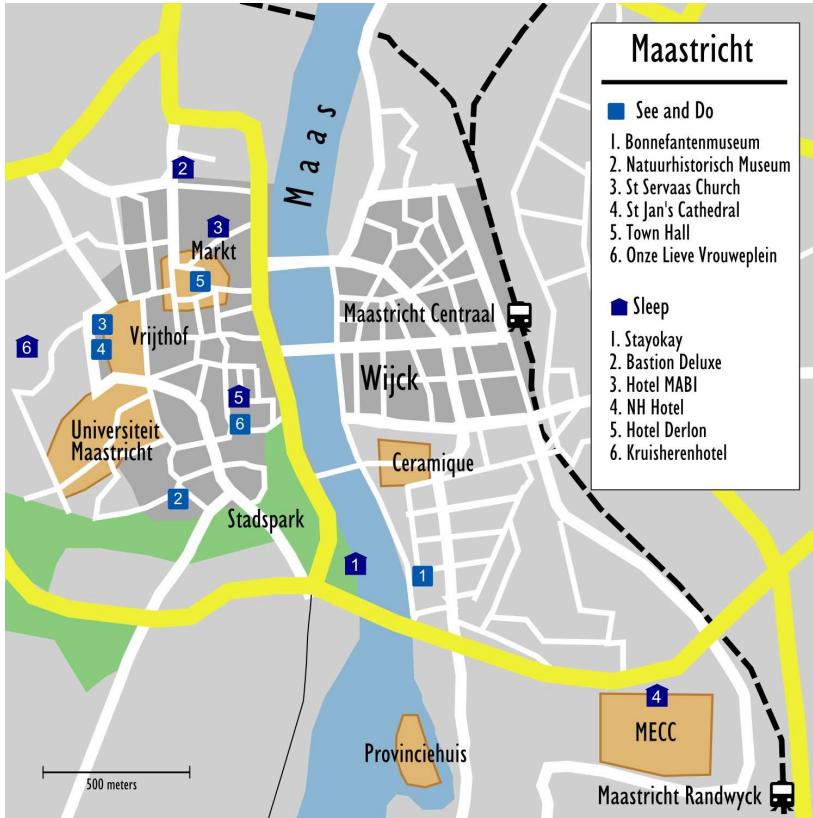 Maastricht
See and Do
1. Bonnefantenmuseum
2. Natuurhistorisch Museum
3. St Servaas Church
4. St Jan's Cathedral
5. Town Hall
6. Onze Lieve Vrouweplein
Sleep
1. Stayokay
2. Bastion Deluxe
3. Hotel MABI
4. NH Hotel
5. Hotel Derlon
6. Kruisherenhotel
Maas
2
3
Markt
5
Maastricht Centraal
3
Vrijthof
6
4
Wijck
5
6
Universiteit
Maastricht
Ceramique
2
Stadspark
1
1
4
MECC
Provinciehuis
500 meters
Maastricht Randwyck